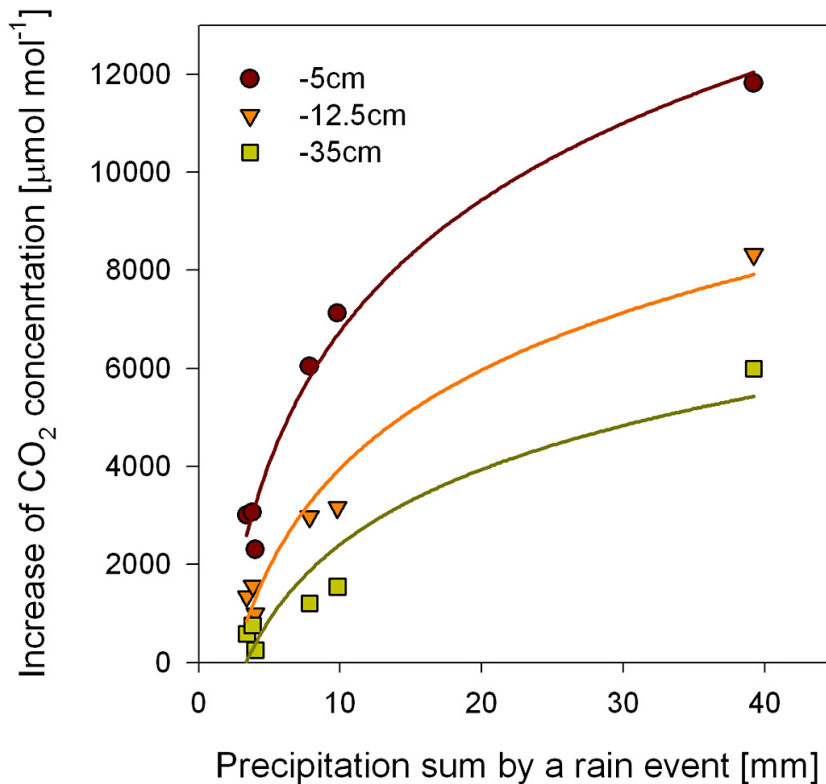 Increase of CO₂ concenrtation [μmol mol⁻¹]
12000
10000
8000
6000
4000
2000
0
-5cm
-12.5cm
-35cm
0 10 20 30 40
Precipitation sum by a rain event [mm]